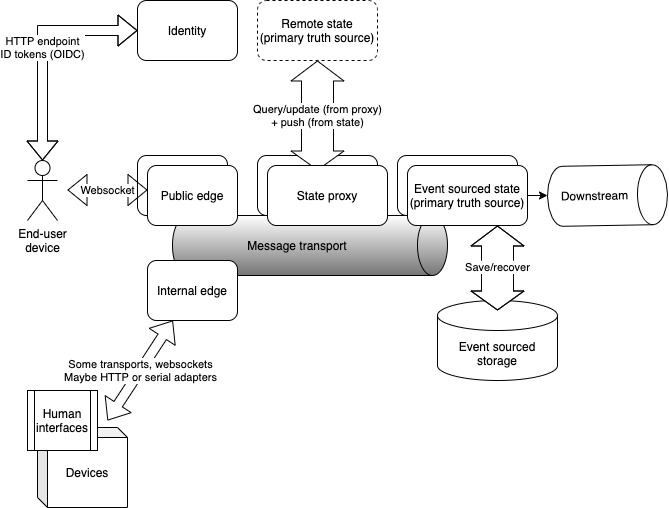 HTTP endpoint
ID tokens (OIDC)
Identity
Remote state
(primary truth source)
Query/update (from proxy)
+ push (from state)
Websocket
Public edge
State proxy
Event sourced state
(primary truth source)
Downstream
End-user
device
Message transport
Save/recover
Internal edge
Event sourced
storage
Some transports, websockets
Maybe HTTP or serial adapters
Human
interfaces
Devices